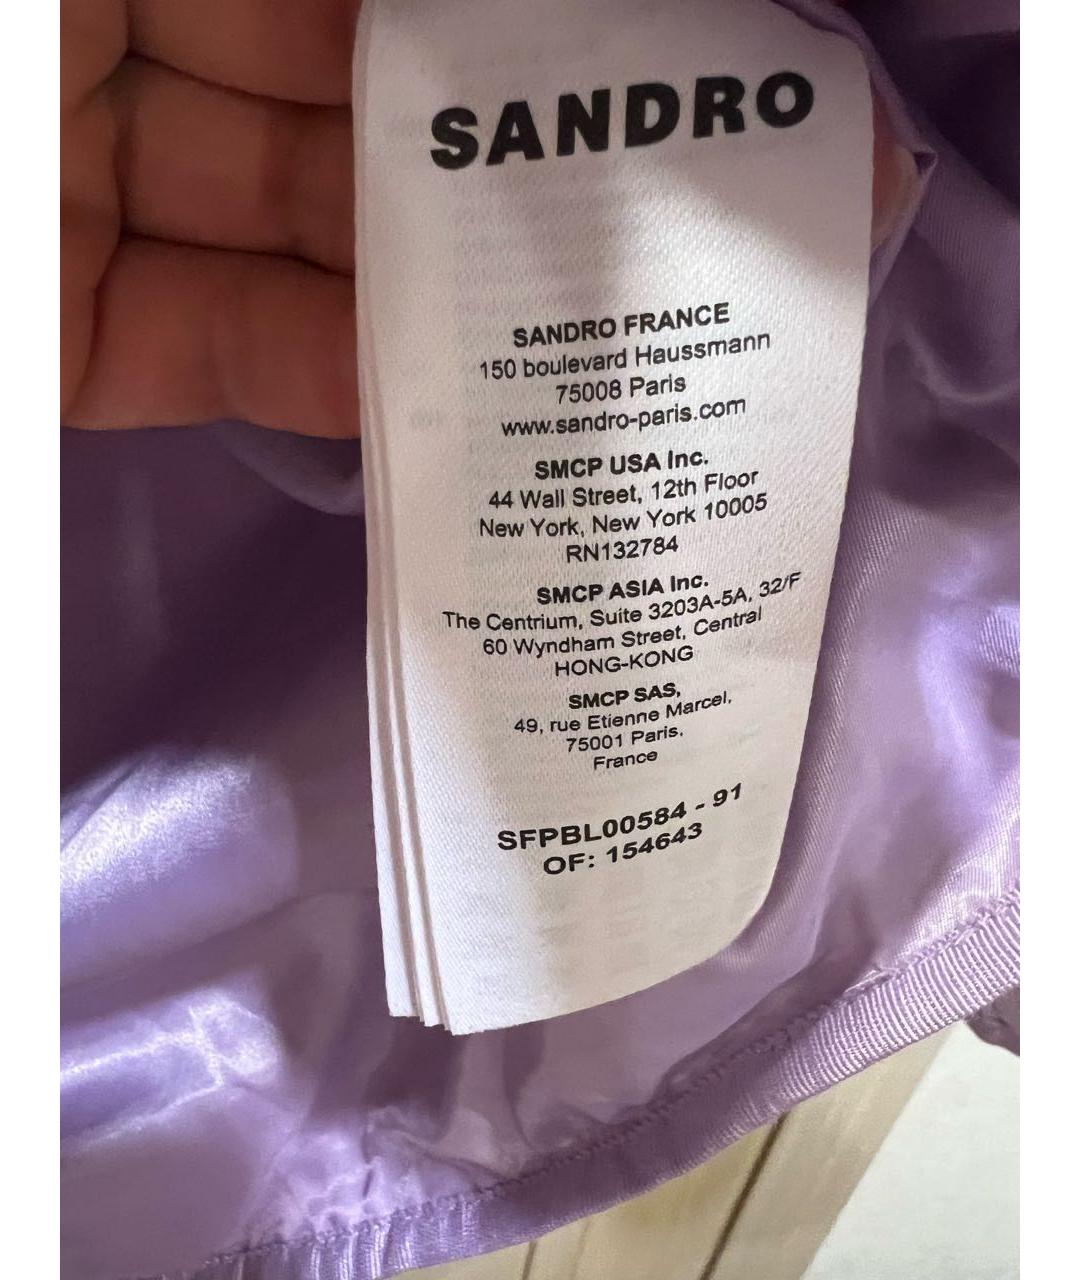 SANDRO
SANDRO FRANCE
150 boulevard Haussmann
75008 Paris
www.sandro-paris.com
SMCP USA Inc.
44 Wall Street, 12th Floor
New York, New York 10005
RN132784
SMCP ASIA Inc.
The Centrium, Suite 3203A-5A, 32/F
60 Wyndham Street, Central
HONG-KONG
SMCP SAS,
49, rue Etienne Marcel,
75001 Paris,
France
SFPBL00584 - 91
OF: 154643